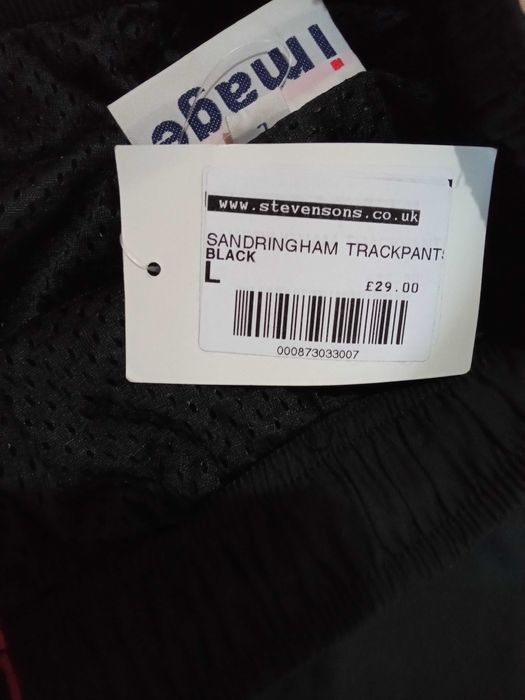 image
www.stevensons.co.uk
SANDRINGHAM TRACKPANTS
BLACK
L
£29.00
000873033007